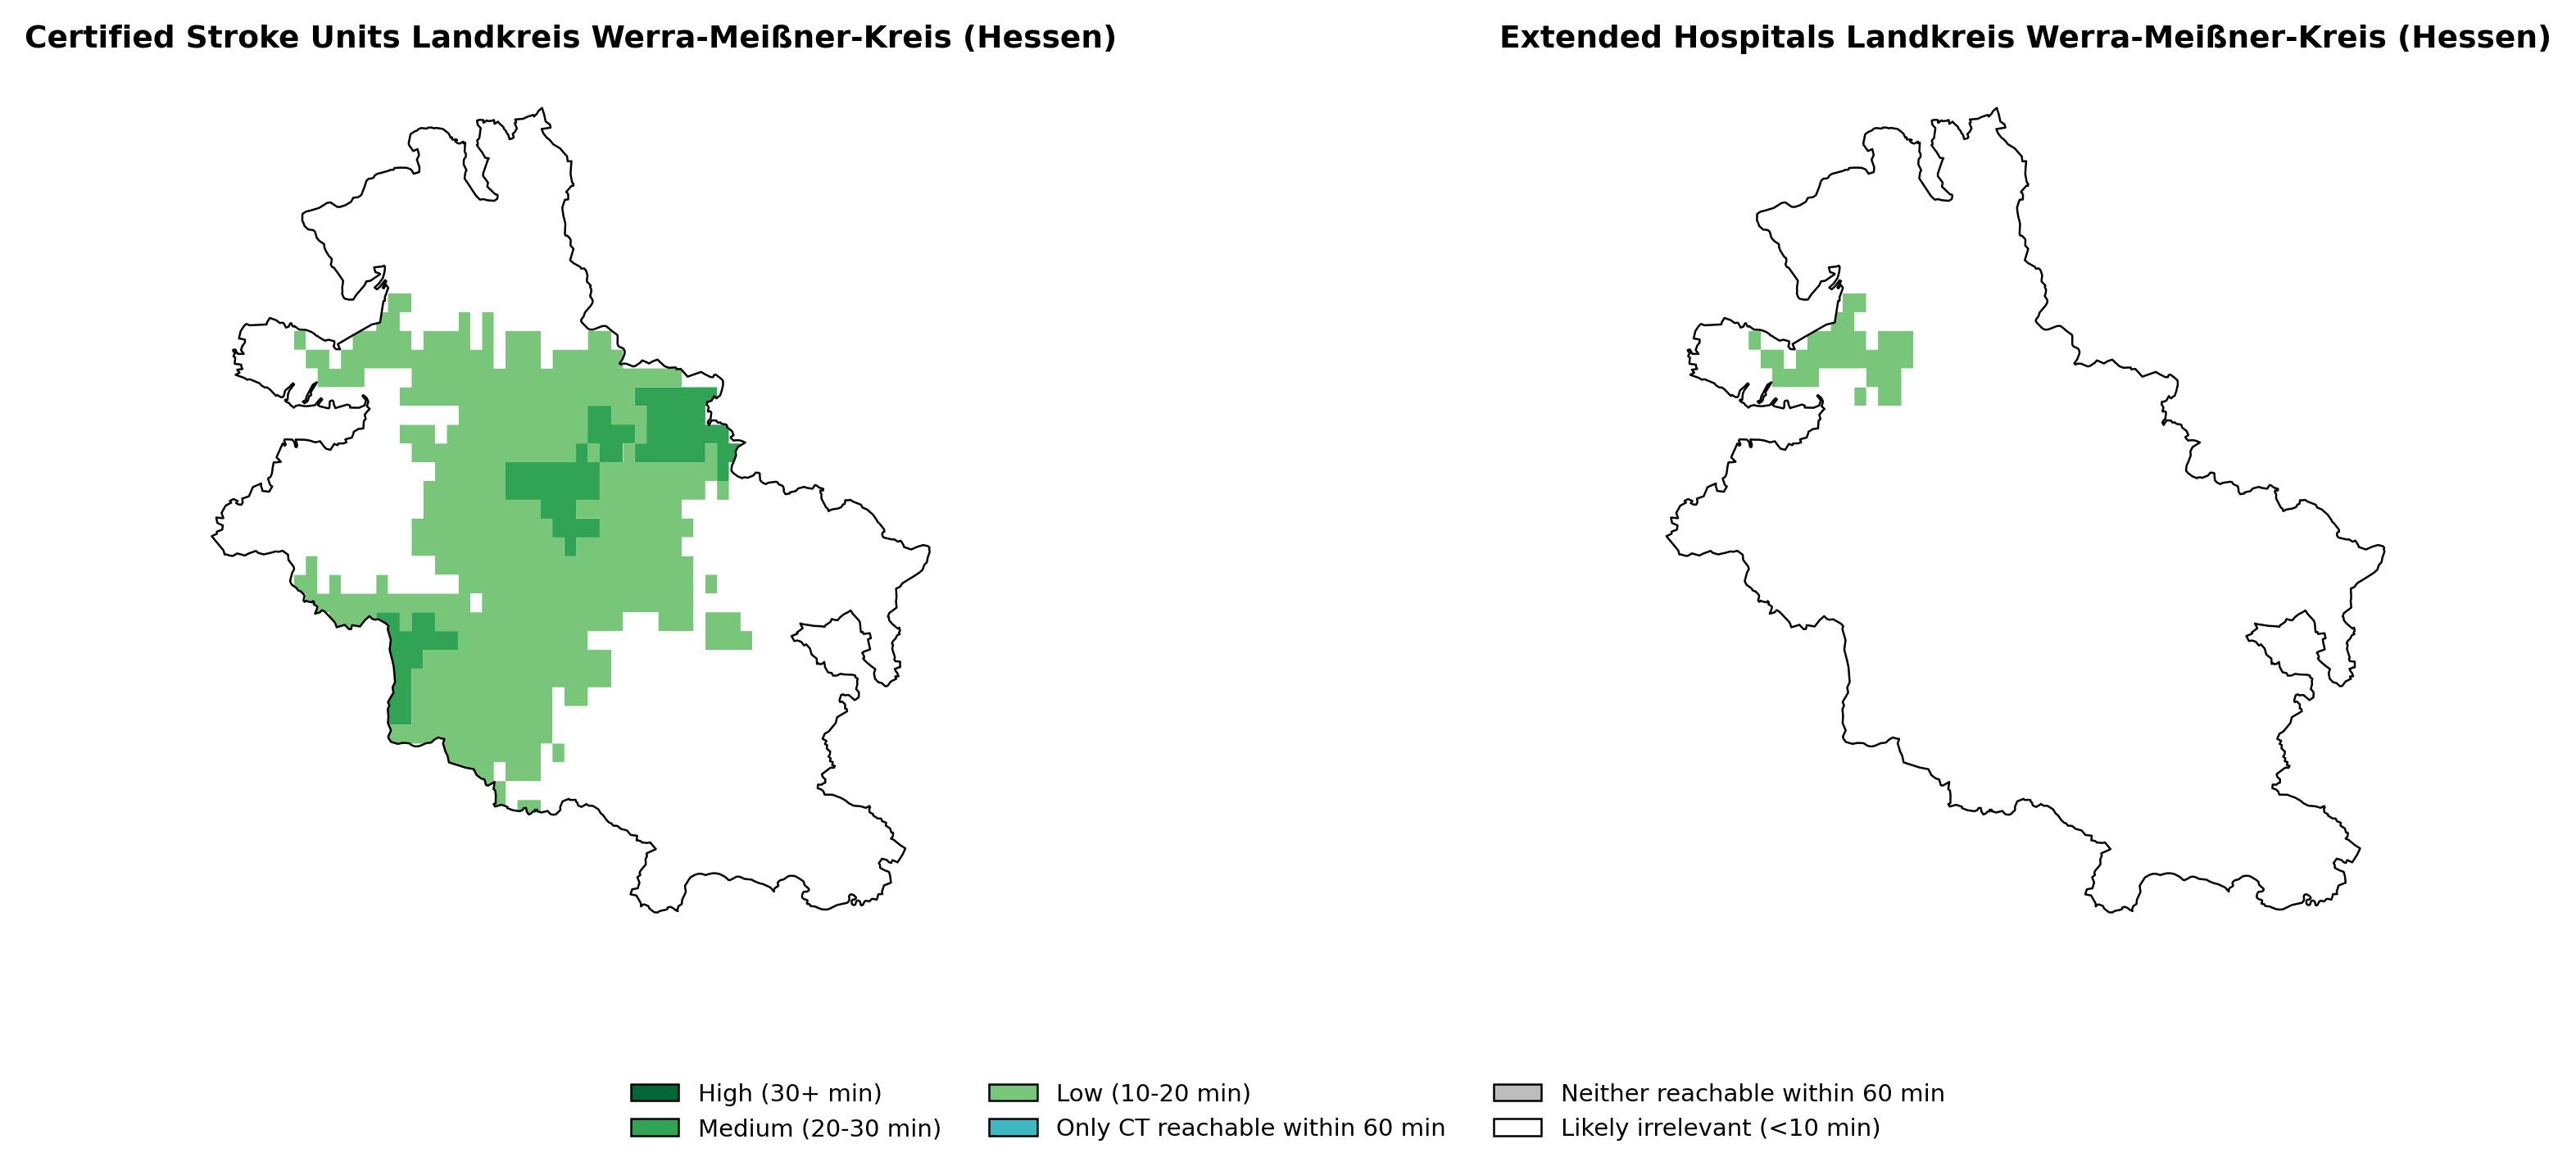 Certified Stroke Units Landkreis Werra-Meißner-Kreis (Hessen)
Extended Hospitals Landkreis Werra-Meißner-Kreis (Hessen)
High (30+ min)
Medium (20-30 min)
Low (10-20 min)
Only CT reachable within 60 min
Neither reachable within 60 min
Likely irrelevant (<10 min)